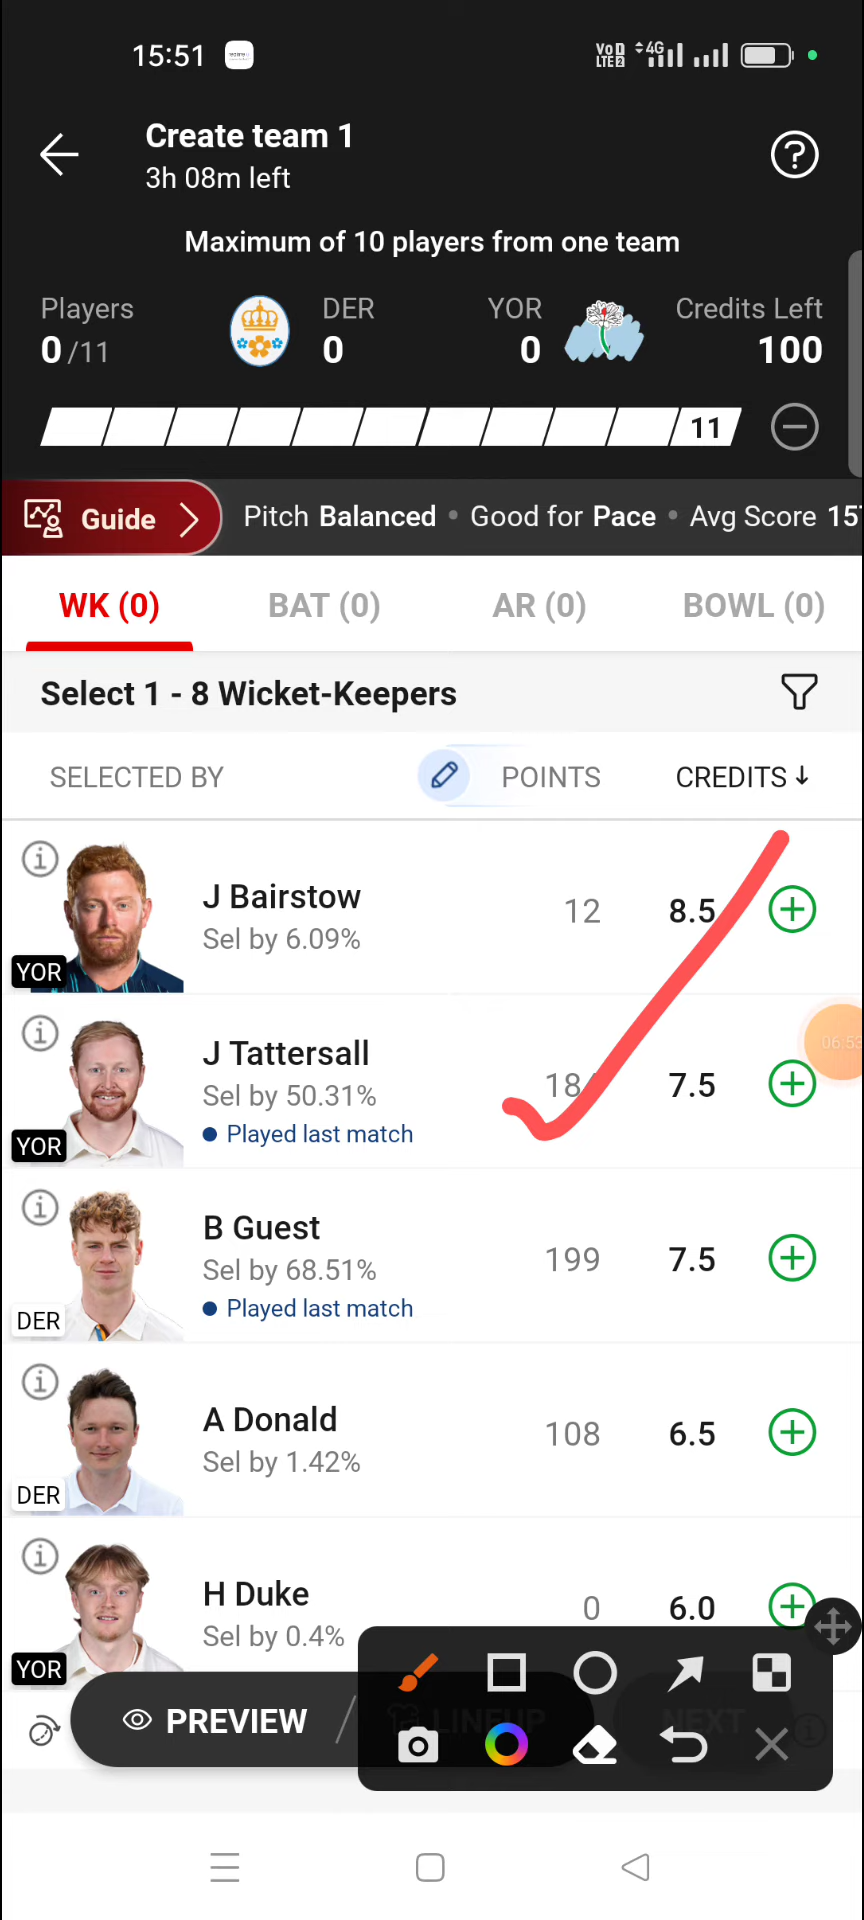 15:51
VoD LTE2 4G
Create team 1
3h 08m left
Maximum of 10 players from one team
Players DER YOR Credits Left
0 /11 0 0 100
11
Guide Pitch Balanced • Good for Pace • Avg Score
WK (0) BAT (0) AR (0) BOWL (0)
Select 1 - 8 Wicket-Keepers
SELECTED BY POINTS CREDITS ↓
J Bairstow 12 8.5
Sel by 6.09%
YOR
J Tattersall
Sel by 50.31% 7.5
Played last match
YOR
B Guest
Sel by 68.51% 199 7.5
Played last match
DER
A Donald 108 6.5
Sel by 1.42%
DER
H Duke 0 6.0
Sel by 0.4%
YOR
PREVIEW LINEUP NEXT